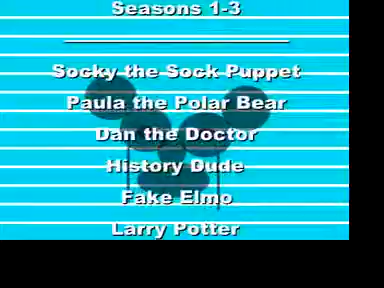 Seasons 1-3
Socky the Sock Puppet
Paula the Polar Bear
Dan the Doctor
History Dude
Fake Elmo
Larry Potter